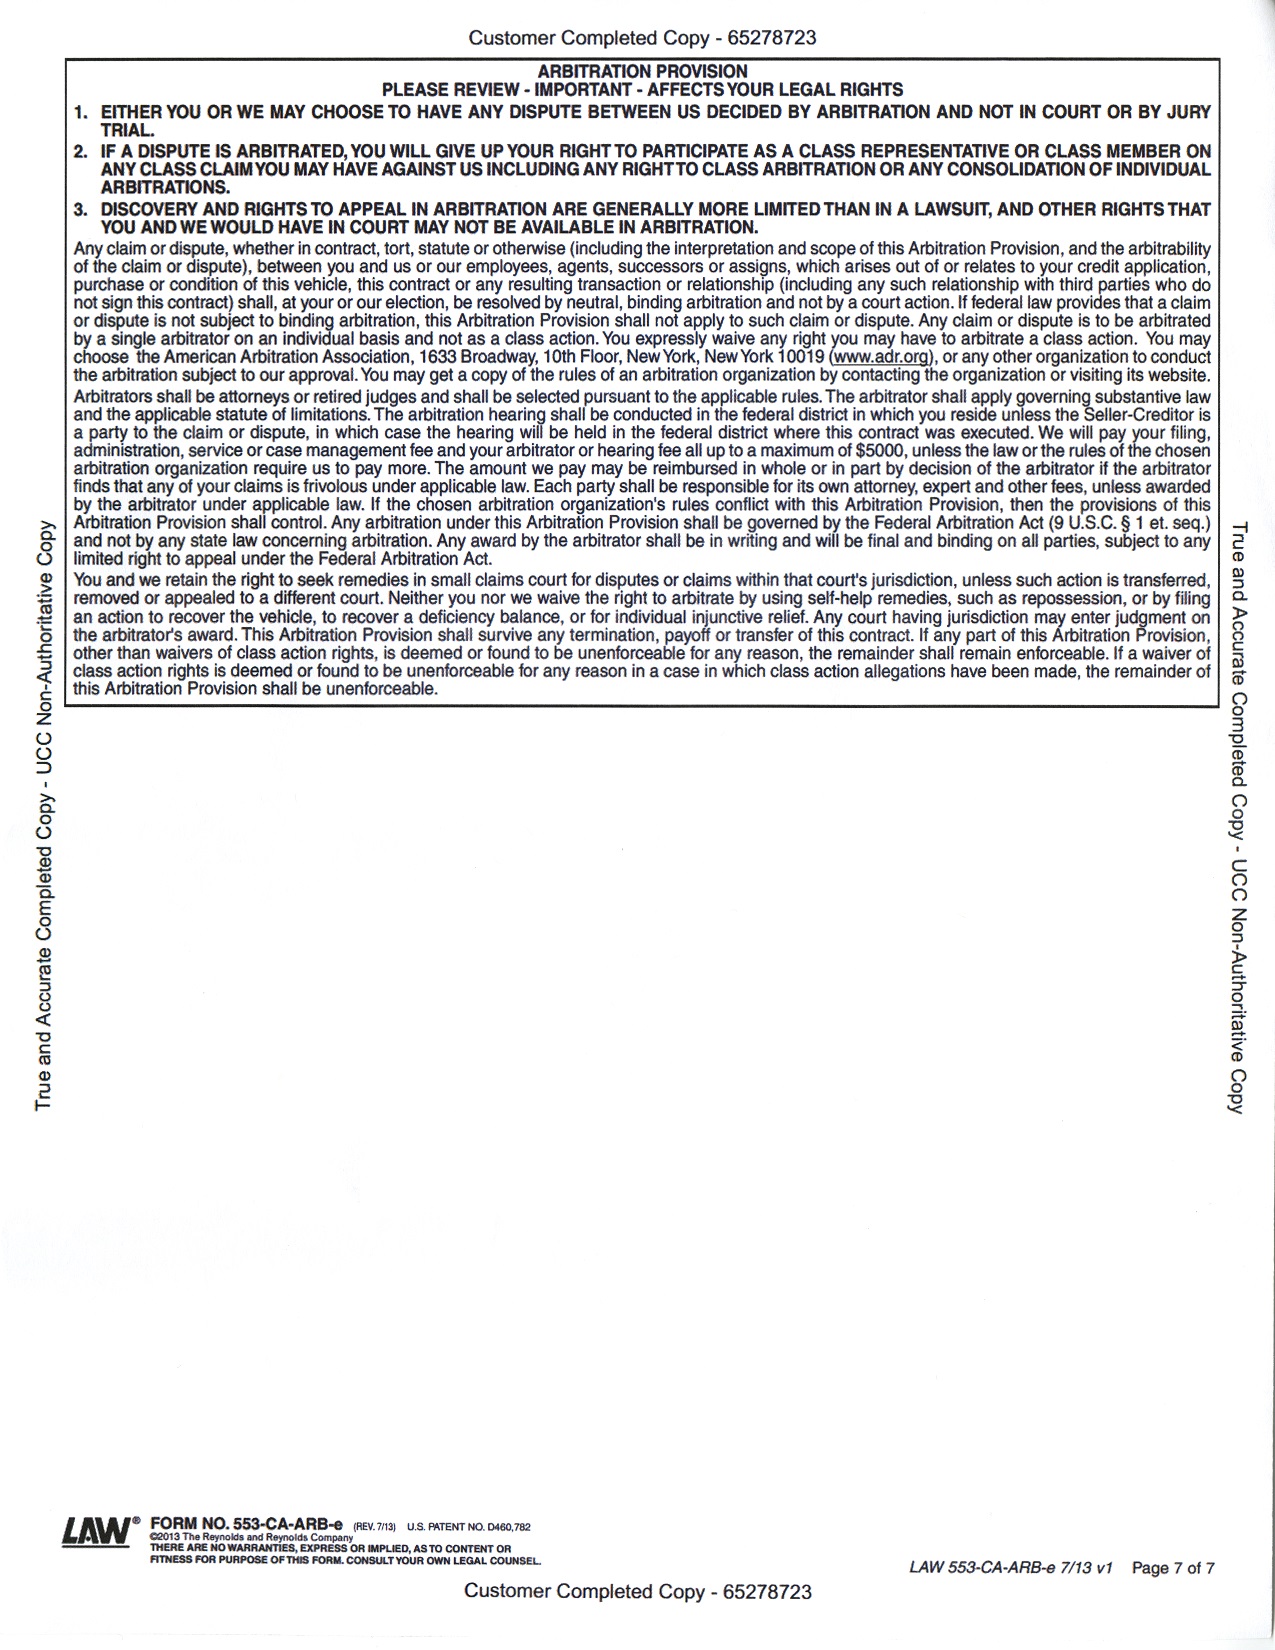 Customer Completed Copy - 65278723
ARBITRATION PROVISION
PLEASE REVIEW - IMPORTANT - AFFECTS YOUR LEGAL RIGHTS
1. EITHER YOU OR WE MAY CHOOSE TO HAVE ANY DISPUTE BETWEEN US DECIDED BY ARBITRATION AND NOT IN COURT OR BY JURY
TRIAL.
2. IF A DISPUTE IS ARBITRATED, YOU WILL GIVE UP YOUR RIGHT TO PARTICIPATE AS A CLASS REPRESENTATIVE OR CLASS MEMBER ON
ANY CLASS CLAIM YOU MAY HAVE AGAINST US INCLUDING ANY RIGHT TO CLASS ARBITRATION OR ANY CONSOLIDATION OF INDIVIDUAL
ARBITRATIONS.
3. DISCOVERY AND RIGHTS TO APPEAL IN ARBITRATION ARE GENERALLY MORE LIMITED THAN IN A LAWSUIT, AND OTHER RIGHTS THAT
YOU AND WE WOULD HAVE IN COURT MAY NOT BE AVAILABLE IN ARBITRATION.
Any claim or dispute, whether in contract, tort, statute or otherwise (including the interpretation and scope of this Arbitration Provision, and the arbitrability
of the claim or dispute), between you and us or our employees, agents, successors or assigns, which arises out of or relates to your credit application,
purchase or condition of this vehicle, this contract or any resulting transaction or relationship (including any such relationship with third parties who do
not sign this contract) shall, at your or our election, be resolved by neutral, binding arbitration and not by a court action. If federal law provides that a claim
or dispute is not subject to binding arbitration, this Arbitration Provision shall not apply to such claim or dispute. Any claim or dispute is to be arbitrated
by a single arbitrator on an individual basis and not as a class action. You expressly waive any right you may have to arbitrate a class action. You may
choose the American Arbitration Association, 1633 Broadway, 10th Floor, New York, New York 10019 (www.adr.org), or any other organization to conduct
the arbitration subject to our approval. You may get a copy of the rules of an arbitration organization by contacting the organization or visiting its website.
Arbitrators shall be attorneys or retired judges and shall be selected pursuant to the applicable rules. The arbitrator shall apply governing substantive law
and the applicable statute of limitations. The arbitration hearing shall be conducted in the federal district in which you reside unless the Seller-Creditor is
a party to the claim or dispute, in which case the hearing will be held in the federal district where this contract was executed. We will pay your filing,
administration, service or case management fee and your arbitrator or hearing fee all up to a maximum of $5000, unless the law or the rules of the chosen
arbitration organization require us to pay more. The amount we pay may be reimbursed in whole or in part by decision of the arbitrator if the arbitrator
finds that any of your claims is frivolous under applicable law. Each party shall be responsible for its own attorney, expert and other fees, unless awarded
by the arbitrator under applicable law. If the chosen arbitration organization's rules conflict with this Arbitration Provision, then the provisions of this
Arbitration Provision shall control. Any arbitration under this Arbitration Provision shall be governed by the Federal Arbitration Act (9 U.S.C. § 1 et. seq.)
and not by any state law concerning arbitration. Any award by the arbitrator shall be in writing and will be final and binding on all parties, subject to any
limited right to appeal under the Federal Arbitration Act.
You and we retain the right to seek remedies in small claims court for disputes or claims within that court's jurisdiction, unless such action is transferred,
removed or appealed to a different court. Neither you nor we waive the right to arbitrate by using self-help remedies, such as repossession, or by filing
an action to recover the vehicle, to recover a deficiency balance, or for individual injunctive relief. Any court having jurisdiction may enter judgment on
the arbitrator's award. This Arbitration Provision shall survive any termination, payoff or transfer of this contract. If any part of this Arbitration Provision,
other than waivers of class action rights, is deemed or found to be unenforceable for any reason, the remainder shall remain enforceable. If a waiver of
class action rights is deemed or found to be unenforceable for any reason in a case in which class action allegations have been made, the remainder of
this Arbitration Provision shall be unenforceable.
True and Accurate Completed Copy - UCC Non-Authoritative Copy
True and Accurate Completed Copy - UCC Non-Authoritative Copy
LAW® FORM NO. 553-CA-ARB-e (REV. 7/13) U.S. PATENT NO. D460,782
©2013 The Reynolds and Reynolds Company
THERE ARE NO WARRANTIES, EXPRESS OR IMPLIED, AS TO CONTENT OR
FITNESS FOR PURPOSE OF THIS FORM. CONSULT YOUR OWN LEGAL COUNSEL.
LAW 553-CA-ARB-e 7/13 v1 Page 7 of 7
Customer Completed Copy - 65278723